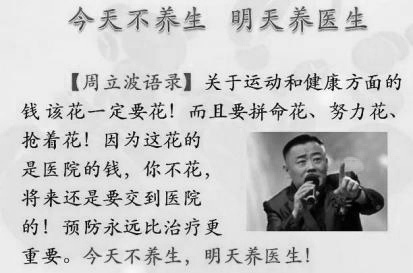 今天不养生 明天养医生
【周立波语录】关于运动和健康方面的
钱 该花一定要花！而且要拼命花、努力花、
抢着花！因为这花的
是医院的钱，你不花，
将来还是要交到医院
的！预防永远比治疗更
重要。今天不养生，明天养医生！